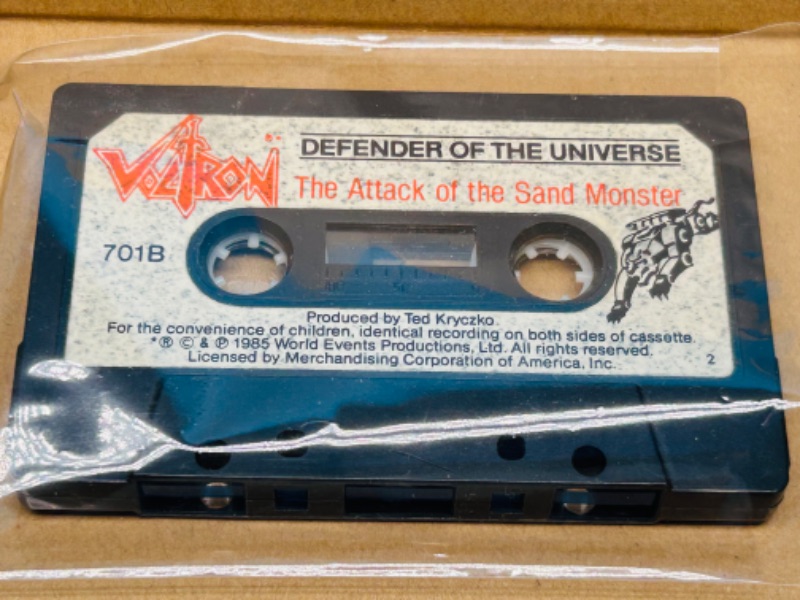 VOLTRON
DEFENDER OF THE UNIVERSE
The Attack of the Sand Monster
701B
Produced by Ted Kryczko.
For the convenience of children, identical recording on both sides of cassette.
*® © & ℗ 1985 World Events Productions, Ltd. All rights reserved.
Licensed by Merchandising Corporation of America, Inc.
2